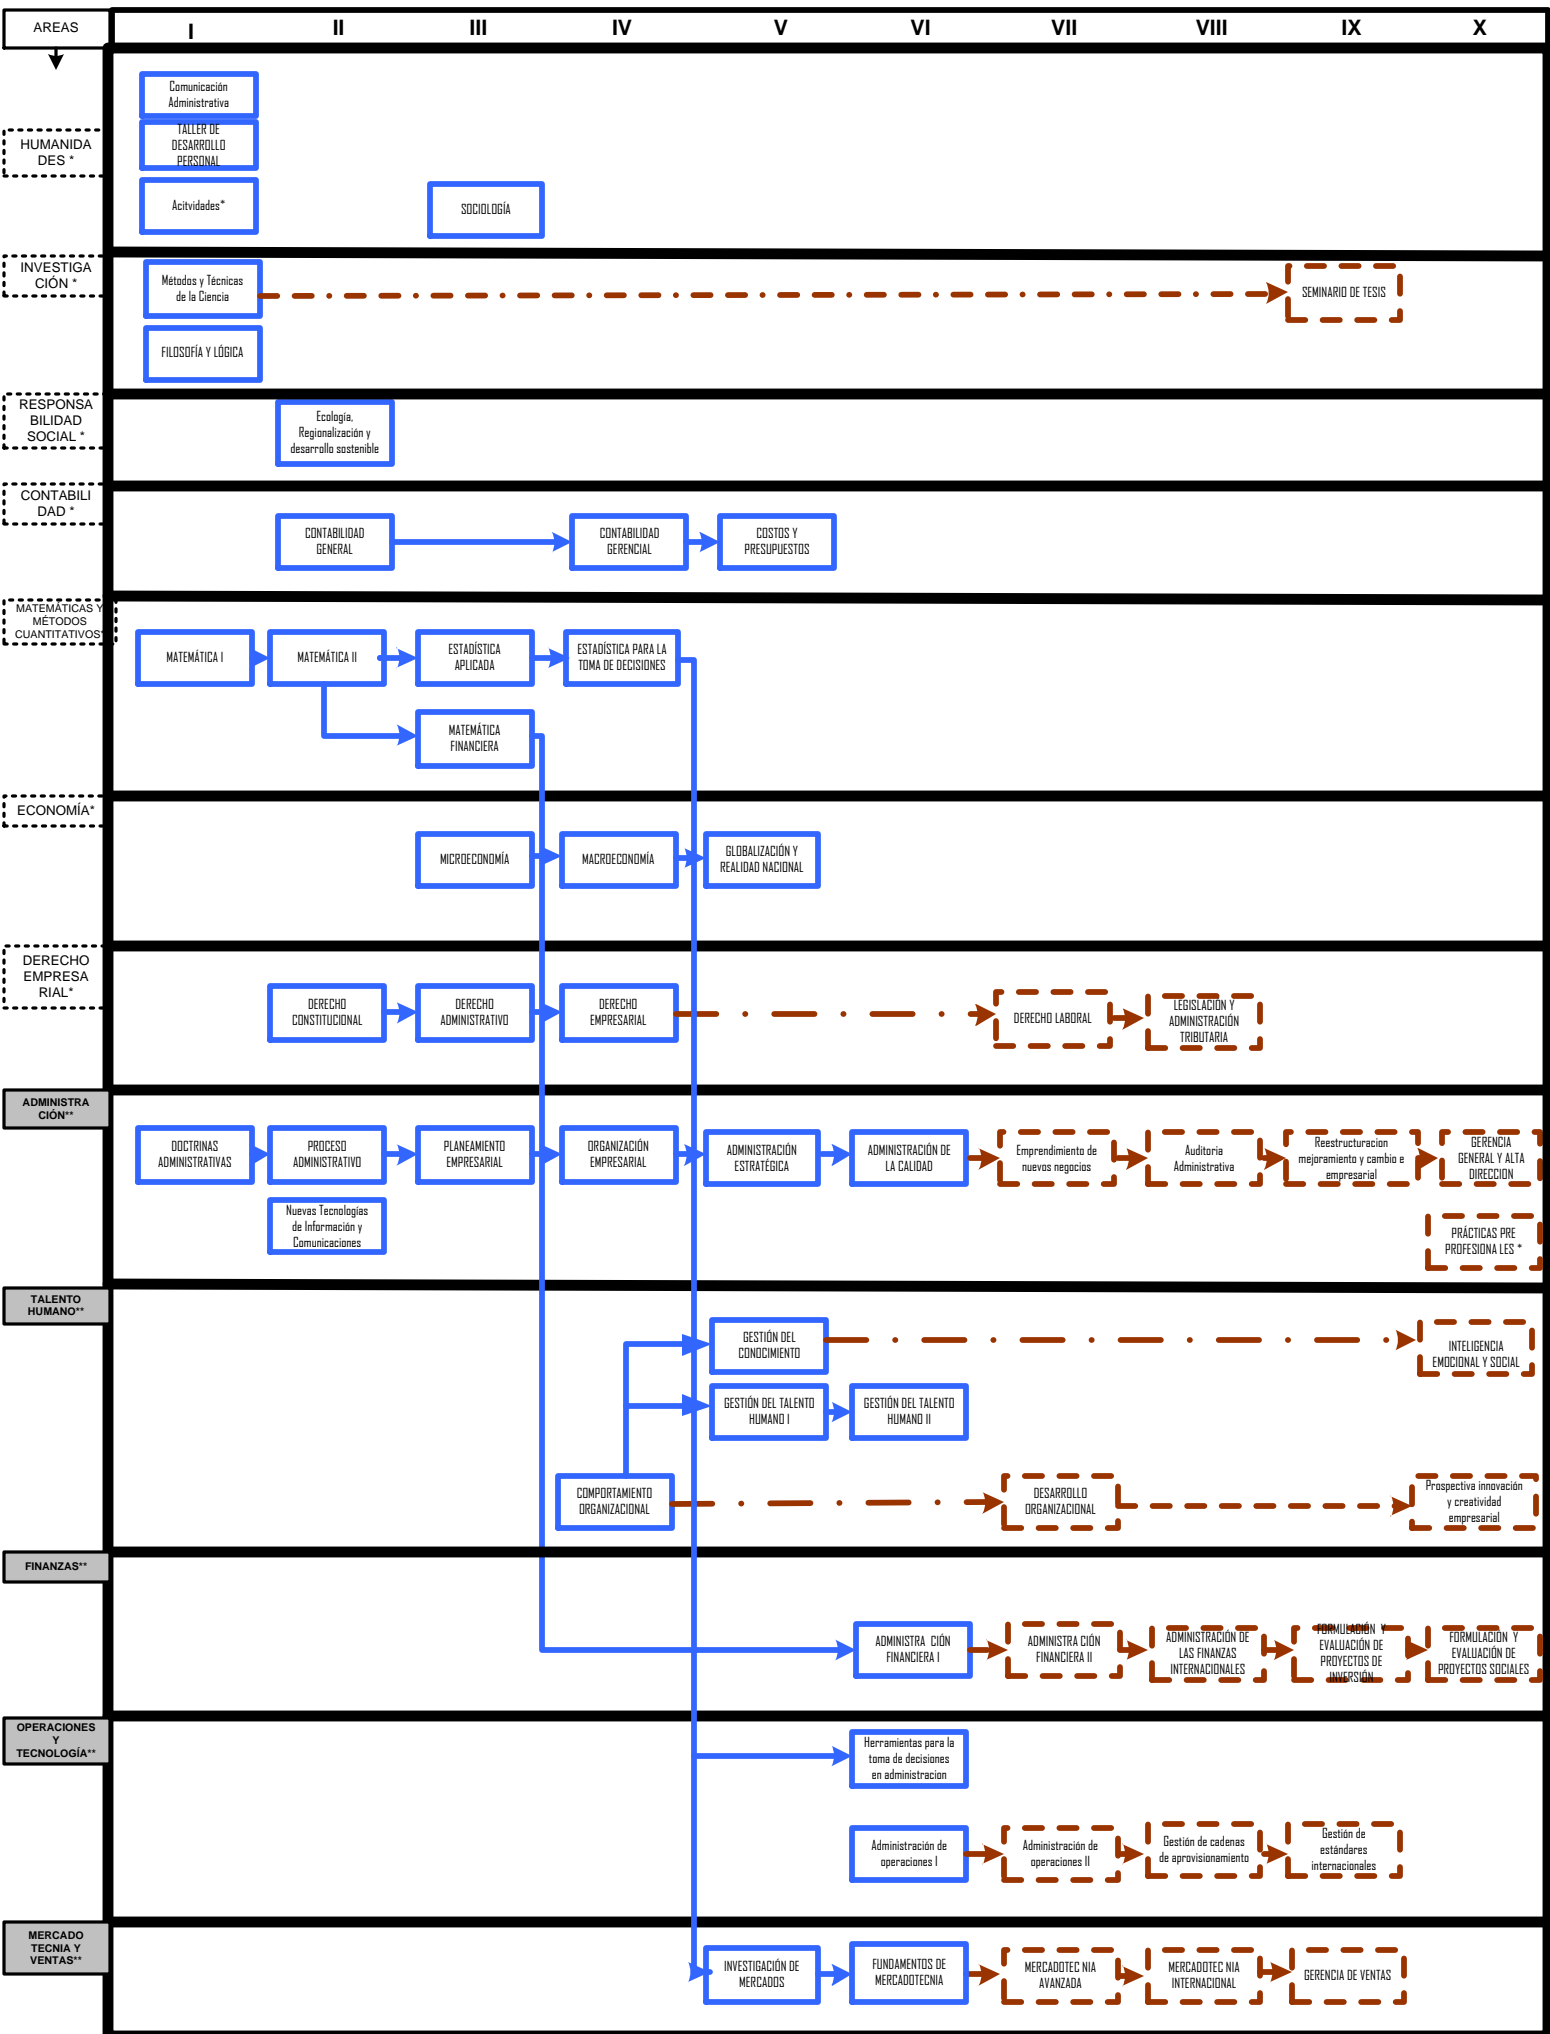 AREAS
I
II
III
IV
V
VI
VII
VIII
IX
X
HUMANIDA
DES *
Comunicación
Administrativa
TALLER DE
DESARROLLO
PERSONAL
Acitvidades*
SOCIOLOGÍA
INVESTIGA
CIÓN *
Métodos y Técnicas
de la Ciencia
SEMINARIO DE TESIS
FILOSOFÍA Y LÓGICA
RESPONSA
BILIDAD
SOCIAL *
Ecología,
Regionalización y
desarrollo sostenible
CONTABILI
DAD *
CONTABILIDAD
GENERAL
CONTABILIDAD
GERENCIAL
COSTOS Y
PRESUPUESTOS
MATEMÁTICAS Y
MÉTODOS
CUANTITATIVOS*
MATEMÁTICA I
MATEMÁTICA II
ESTADÍSTICA
APLICADA
ESTADÍSTICA PARA LA
TOMA DE DECISIONES
MATEMÁTICA
FINANCIERA
ECONOMÍA*
MICROECONOMÍA
MACROECONOMÍA
GLOBALIZACIÓN Y
REALIDAD NACIONAL
DERECHO
EMPRESA
RIAL*
DERECHO
CONSTITUCIONAL
DERECHO
ADMINISTRATIVO
DERECHO
EMPRESARIAL
DERECHO LABORAL
LEGISLACIÓN Y
ADMINISTRACIÓN
TRIBUTARIA
ADMINISTRA
CIÓN**
DOCTRINAS
ADMINISTRATIVAS
PROCESO
ADMINISTRATIVO
PLANEAMIENTO
EMPRESARIAL
ORGANIZACIÓN
EMPRESARIAL
ADMINISTRACIÓN
ESTRATÉGICA
ADMINISTRACIÓN DE
LA CALIDAD
Emprendimiento de
nuevos negocios
Auditoria
Administrativa
Reestructuracion
mejoramiento y cambio e
empresarial
GERENCIA
GENERAL Y ALTA
DIRECCION
Nuevas Tecnologías
de Información y
Comunicaciones
PRÁCTICAS PRE
PROFESIONA LES *
TALENTO
HUMANO**
GESTIÓN DEL
CONOCIMIENTO
INTELIGENCIA
EMOCIONAL Y SOCIAL
GESTIÓN DEL TALENTO
HUMANO I
GESTIÓN DEL TALENTO
HUMANO II
COMPORTAMIENTO
ORGANIZACIONAL
DESARROLLO
ORGANIZACIONAL
Prospectiva innovación
y creatividad
empresarial
FINANZAS**
ADMINISTRA CIÓN
FINANCIERA I
ADMINISTRA CIÓN
FINANCIERA II
ADMINISTRACIÓN DE
LAS FINANZAS
INTERNACIONALES
FORMULACIÓN Y
EVALUACIÓN DE
PROYECTOS DE
INVERSIÓN
FORMULACIÓN Y
EVALUACIÓN DE
PROYECTOS SOCIALES
OPERACIONES
Y
TECNOLOGÍA**
Herramientas para la
toma de decisiones
en administracion
Administración de
operaciones I
Administración de
operaciones II
Gestión de cadenas
de aprovisionamiento
Gestión de
estándares
internacionales
MERCADO
TECNIA Y
VENTAS**
INVESTIGACIÓN DE
MERCADOS
FUNDAMENTOS DE
MERCADOTECNIA
MERCADOTEC NIA
AVANZADA
MERCADOTEC NIA
INTERNACIONAL
GERENCIA DE VENTAS